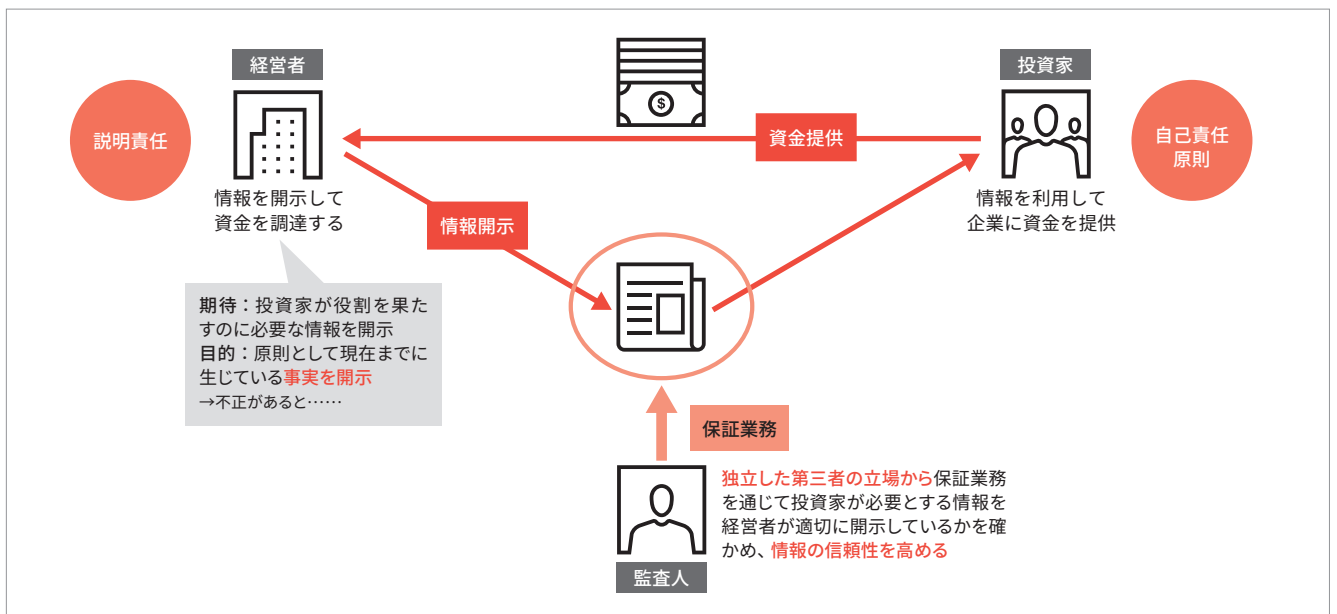 経営者
説明責任
情報を開示して
資金を調達する
$
資金提供
投資家
自己責任
原則
情報を利用して
企業に資金を提供
情報開示
期待：投資家が役割を果た
すのに必要な情報を開示
目的：原則として現在までに
生じている事実を開示
→不正があると……
保証業務
監査人
独立した第三者の立場から保証業務
を通じて投資家が必要とする情報を
経営者が適切に開示しているかを確
かめ、情報の信頼性を高める